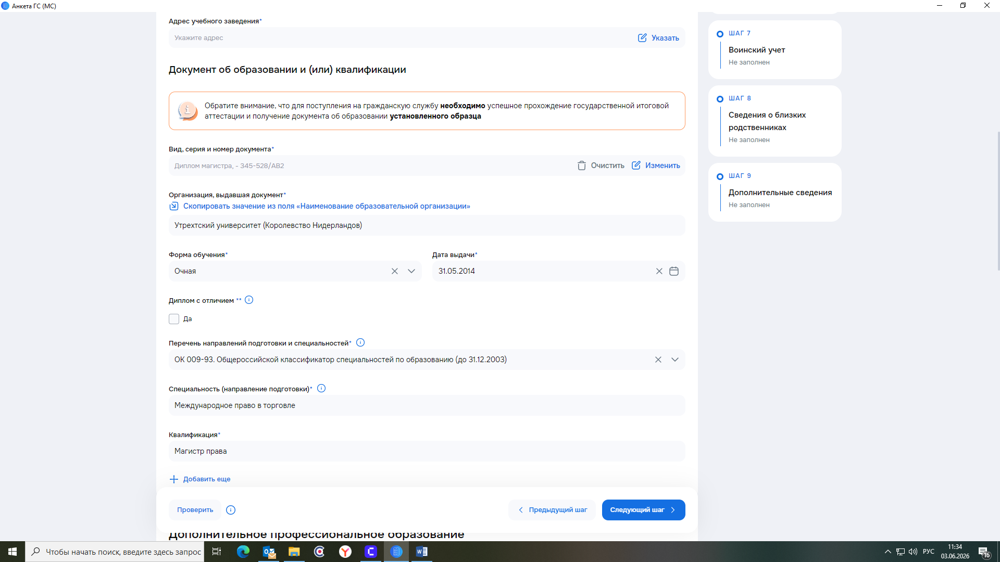 Анкета ГС (МС)
Адрес учебного заведения*
Укажите адрес
Указать
Документ об образовании и (или) квалификации
Обратите внимание, что для поступления на гражданскую службу необходимо успешное прохождение государственной итоговой
аттестации и получение документа об образовании установленного образца
Вид, серия и номер документа*
Диплом магистра, - 345-528/АВ2
Очистить
Изменить
Организация, выдавшая документ*
Скопировать значение из поля «Наименование образовательной организации»
Утрехтский университет (Королевство Нидерландов)
Форма обучения*
Дата выдачи*
Очная
31.05.2014
Диплом с отличием **
Да
Перечень направлений подготовки и специальностей*
ОК 009-93. Общероссийской классификатор специальностей по образованию (до 31.12.2003)
Специальность (направление подготовки)*
Международное право в торговле
Квалификация*
Магистр права
Добавить еще
Проверить
Предыдущий шаг
Следующий шаг
Дополнительное профессиональное образование
ШАГ 7
Воинский учет
Не заполнен
ШАГ 8
Сведения о близких
родственниках
Не заполнен
ШАГ 9
Дополнительные сведения
Не заполнен
Чтобы начать поиск, введите здесь запрос
РУС
11:34
03.06.2026
16